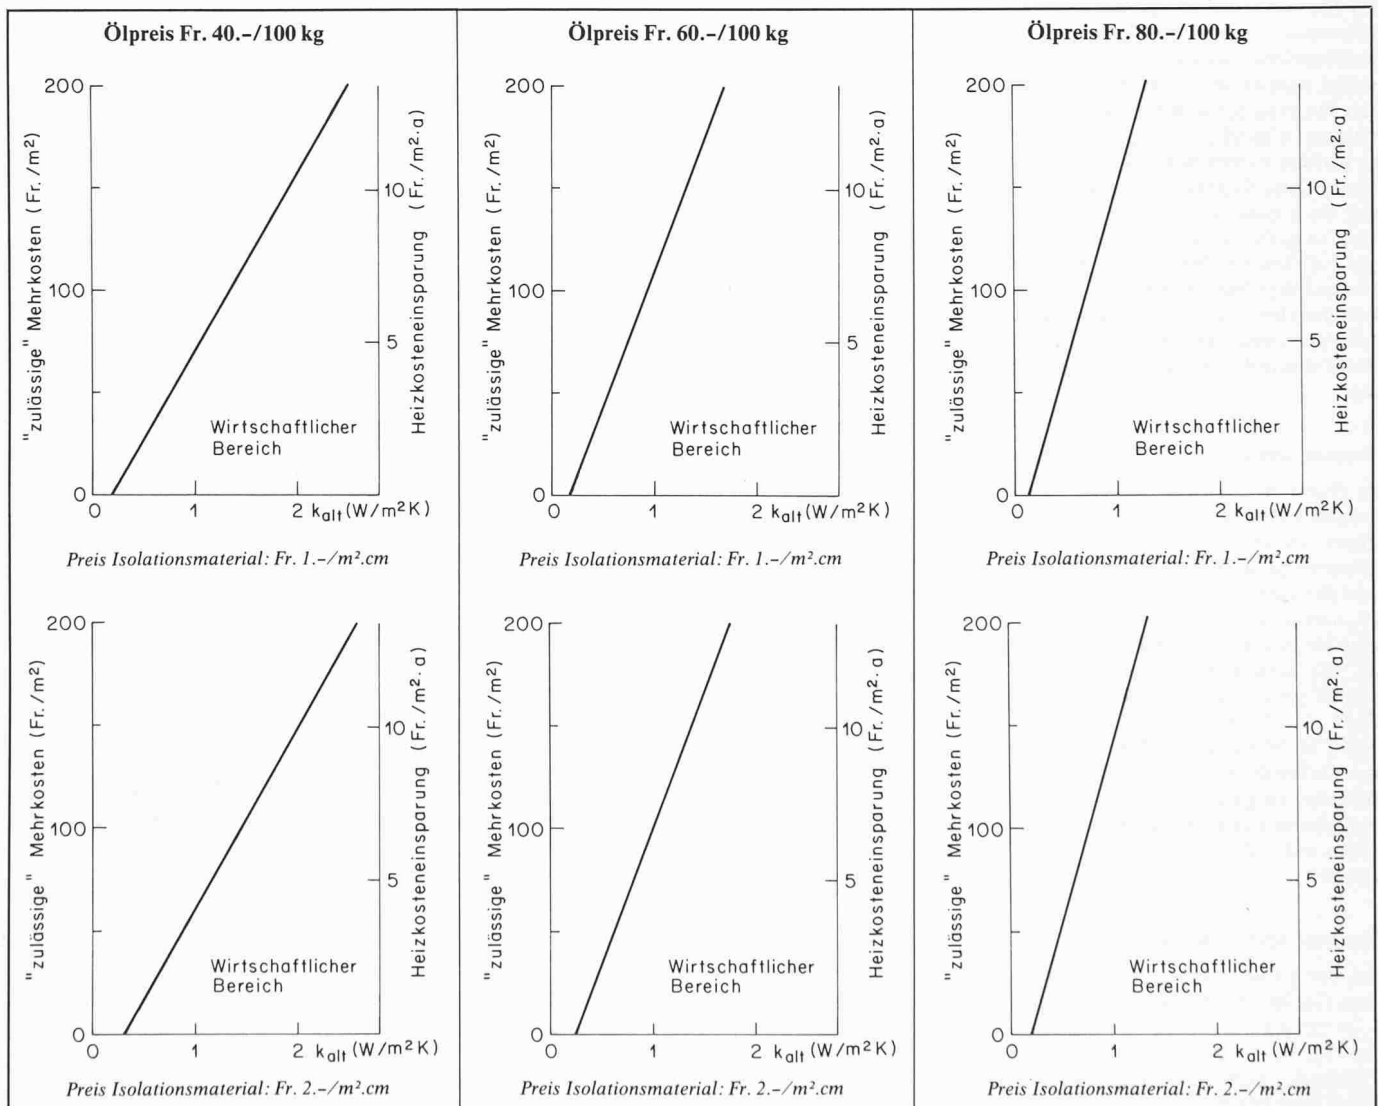 Ölpreis Fr. 40.–/100 kg
Ölpreis Fr. 60.–/100 kg
Ölpreis Fr. 80.–/100 kg
200
100
0
"zulässige" Mehrkosten (Fr./m²)
10
5
Heizkosteneinsparung (Fr./m²·a)
Wirtschaftlicher
Bereich
0 1 2 kalt (W/m²K)
Preis Isolationsmaterial: Fr. 1.–/m².cm
200
100
0
"zulässige" Mehrkosten (Fr./m²)
10
5
Heizkosteneinsparung (Fr./m²·a)
Wirtschaftlicher
Bereich
0 1 2 kalt (W/m²K)
Preis Isolationsmaterial: Fr. 1.–/m².cm
200
100
0
"zulässige" Mehrkosten (Fr./m²)
10
5
Heizkosteneinsparung (Fr./m²·a)
Wirtschaftlicher
Bereich
0 1 2 kalt (W/m²K)
Preis Isolationsmaterial: Fr. 1.–/m².cm
200
100
0
"zulässige" Mehrkosten (Fr./m²)
10
5
Heizkosteneinsparung (Fr./m²·a)
Wirtschaftlicher
Bereich
0 1 2 kalt (W/m²K)
Preis Isolationsmaterial: Fr. 2.–/m².cm
200
100
0
"zulässige" Mehrkosten (Fr./m²)
10
5
Heizkosteneinsparung (Fr./m²·a)
Wirtschaftlicher
Bereich
0 1 2 kalt (W/m²K)
Preis Isolationsmaterial: Fr. 2.–/m².cm
200
100
0
"zulässige" Mehrkosten (Fr./m²)
10
5
Heizkosteneinsparung (Fr./m²·a)
Wirtschaftlicher
Bereich
0 1 2 kalt (W/m²K)
Preis Isolationsmaterial: Fr. 2.–/m².cm